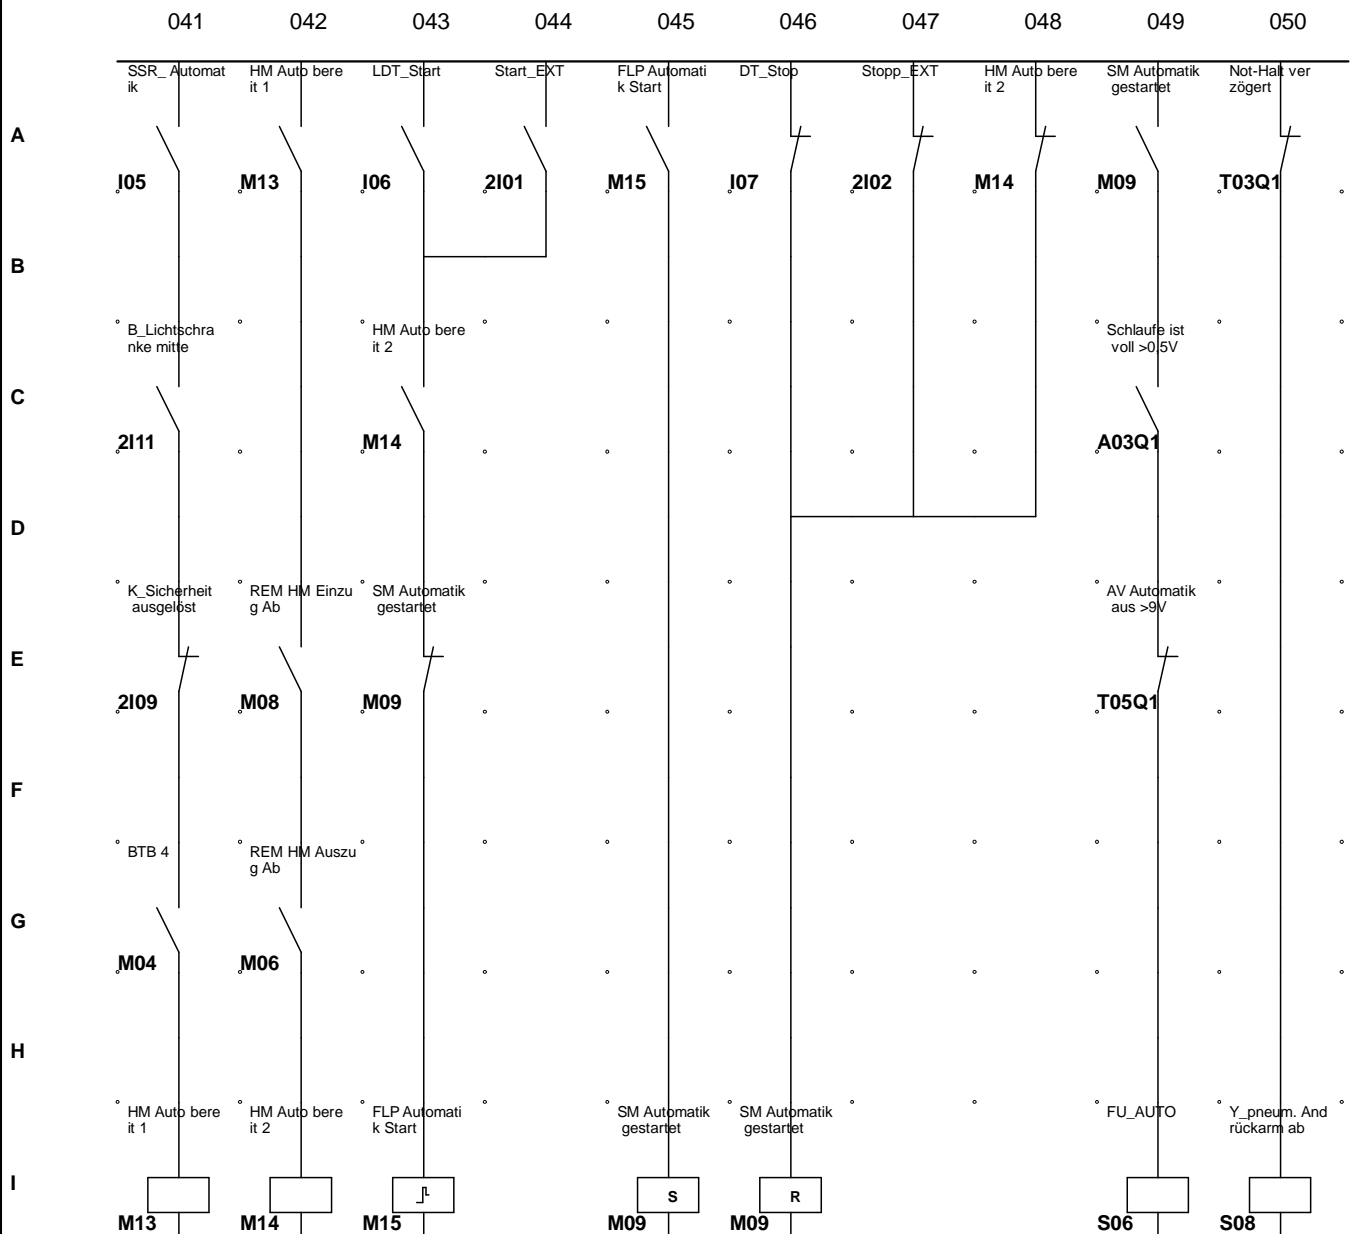 041 042 043 044 045 046 047 048 049 050
SSR_ Automat HM Auto bere LDT_Start Start_EXT FLP Automati DT_Stop Stopp_EXT HM Auto bere SM Automatik Not-Halt ver
ik it 1 k Start it 2 gestartet zögert
A
I05 M13 I06 2I01 M15 I07 2I02 M14 M09 T03Q1
B
B_Lichtschra HM Auto bere Schlaufe ist
nke mitte it 2 voll >0.5V
C
2I11 M14 A03Q1
D
K_Sicherheit REM HM Einzu SM Automatik AV Automatik
ausgelöst g Ab gestartet aus >9V
E
2I09 M08 M09 T05Q1
F
BTB 4 REM HM Auszu
g Ab
G
M04 M06
H
HM Auto bere HM Auto bere FLP Automati SM Automatik SM Automatik FU_AUTO Y_pneum. And
it 1 it 2 k Start gestartet gestartet rückarm ab
I
S R
M13 M14 M15 M09 M09 S06 S08